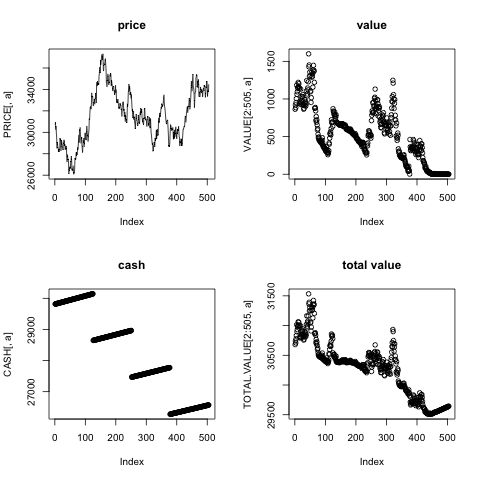 price
PRICE[, a]
26000 30000 34000
0 100 200 300 400 500
Index
value
VALUE[2:505, a]
0 500 1000 1500
0 100 200 300 400 500
Index
cash
CASH[, a]
27000 29000
0 100 200 300 400 500
Index
total value
TOTAL.VALUE[2:505, a]
29500 30500 31500
0 100 200 300 400 500
Index